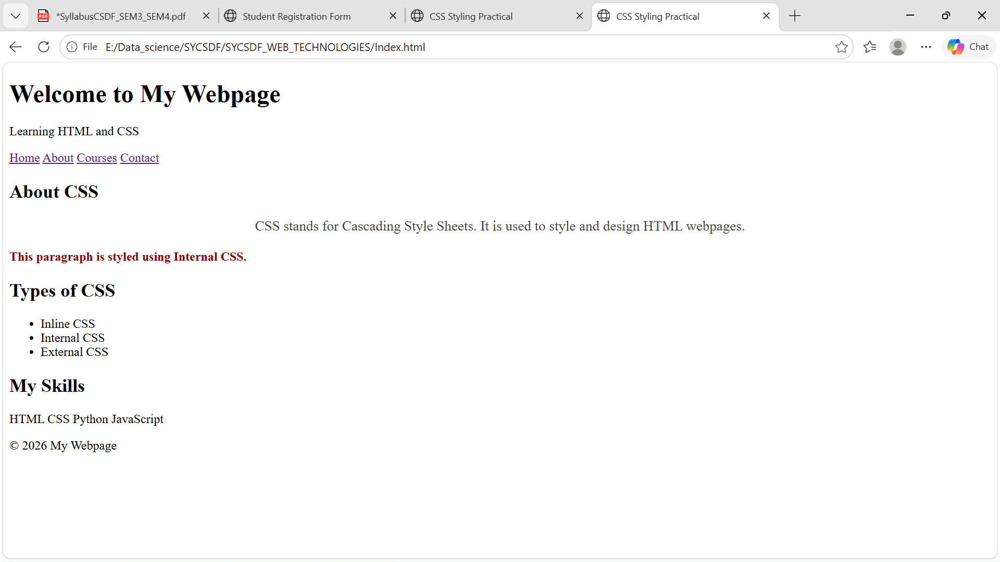 *SyllabusCSDF_SEM3_SEM4.pdf
Student Registration Form
CSS Styling Practical
CSS Styling Practical
File E:/Data_science/SYCSDF/SYCSDF_WEB_TECHNOLOGIES/Index.html
Chat
Welcome to My Webpage
Learning HTML and CSS
Home About Courses Contact
About CSS
CSS stands for Cascading Style Sheets. It is used to style and design HTML webpages.
This paragraph is styled using Internal CSS.
Types of CSS
• Inline CSS
• Internal CSS
• External CSS
My Skills
HTML CSS Python JavaScript
© 2026 My Webpage